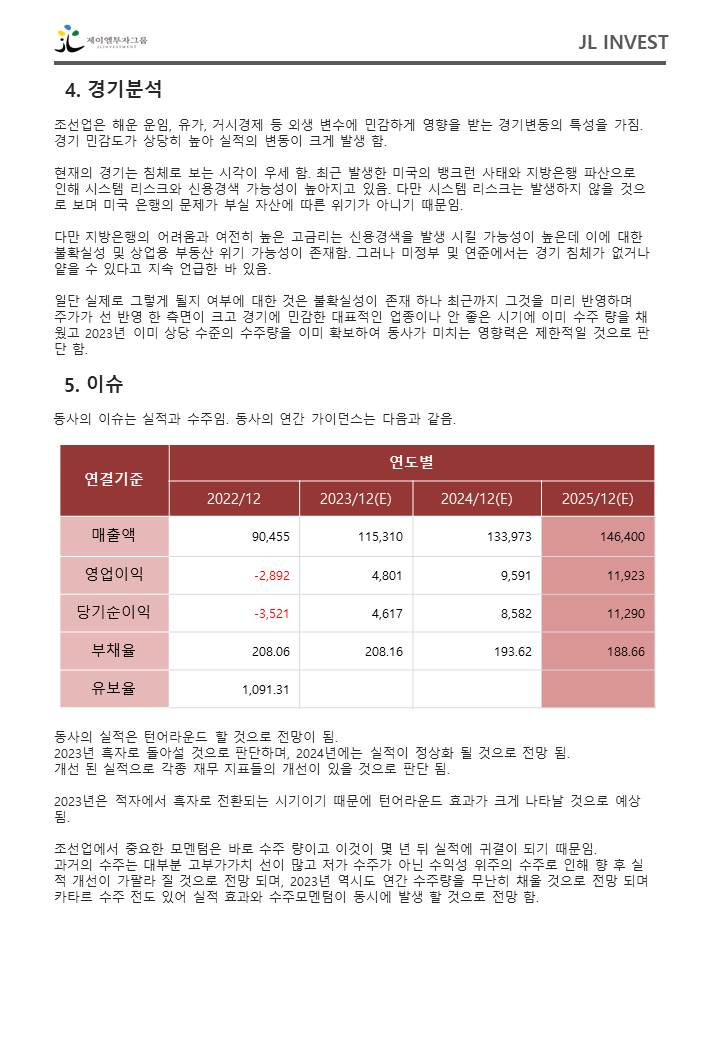 제이엘투자그룹
JLINVESTMENT
JL INVEST
4. 경기분석
조선업은 해운 운임, 유가, 거시경제 등 외생 변수에 민감하게 영향을 받는 경기변동의 특성을 가짐.
경기 민감도가 상당히 높아 실적의 변동이 크게 발생 함.
현재의 경기는 침체로 보는 시각이 우세 함. 최근 발생한 미국의 뱅크런 사태와 지방은행 파산으로
인해 시스템 리스크와 신용경색 가능성이 높아지고 있음. 다만 시스템 리스크는 발생하지 않을 것으
로 보며 미국 은행의 문제가 부실 자산에 따른 위기가 아니기 때문임.
다만 지방은행의 어려움과 여전히 높은 고금리는 신용경색을 발생 시킬 가능성이 높은데 이에 대한
불확실성 및 상업용 부동산 위기 가능성이 존재함. 그러나 미정부 및 연준에서는 경기 침체가 없거나
얕을 수 있다고 지속 언급한 바 있음.
일단 실제로 그렇게 될지 여부에 대한 것은 불확실성이 존재 하나 최근까지 그것을 미리 반영하며
주가가 선 반영 한 측면이 크고 경기에 민감한 대표적인 업종이나 안 좋은 시기에 이미 수주 량을 채
웠고 2023년 이미 상당 수준의 수주량을 이미 확보하여 동사가 미치는 영향력은 제한적일 것으로 판
단 함.
5. 이슈
동사의 이슈는 실적과 수주임. 동사의 연간 가이던스는 다음과 같음.
연결기준 연도별
2022/12 2023/12(E) 2024/12(E) 2025/12(E)
매출액 90,455 115,310 133,973 146,400
영업이익 -2,892 4,801 9,591 11,923
당기순이익 -3,521 4,617 8,582 11,290
부채율 208.06 208.16 193.62 188.66
유보율 1,091.31
동사의 실적은 턴어라운드 할 것으로 전망이 됨.
2023년 흑자로 돌아설 것으로 판단하며, 2024년에는 실적이 정상화 될 것으로 전망 됨.
개선 된 실적으로 각종 재무 지표들의 개선이 있을 것으로 판단 됨.
2023년은 적자에서 흑자로 전환되는 시기이기 때문에 턴어라운드 효과가 크게 나타날 것으로 예상
됨.
조선업에서 중요한 모멘텀은 바로 수주 량이고 이것이 몇 년 뒤 실적에 귀결이 되기 때문임.
과거의 수주는 대부분 고부가가치 선이 많고 저가 수주가 아닌 수익성 위주의 수주로 인해 향 후 실
적 개선이 가팔라 질 것으로 전망 되며, 2023년 역시도 연간 수주량을 무난히 채울 것으로 전망 되며
카타르 수주 전도 있어 실적 효과와 수주모멘텀이 동시에 발생 할 것으로 전망 함.